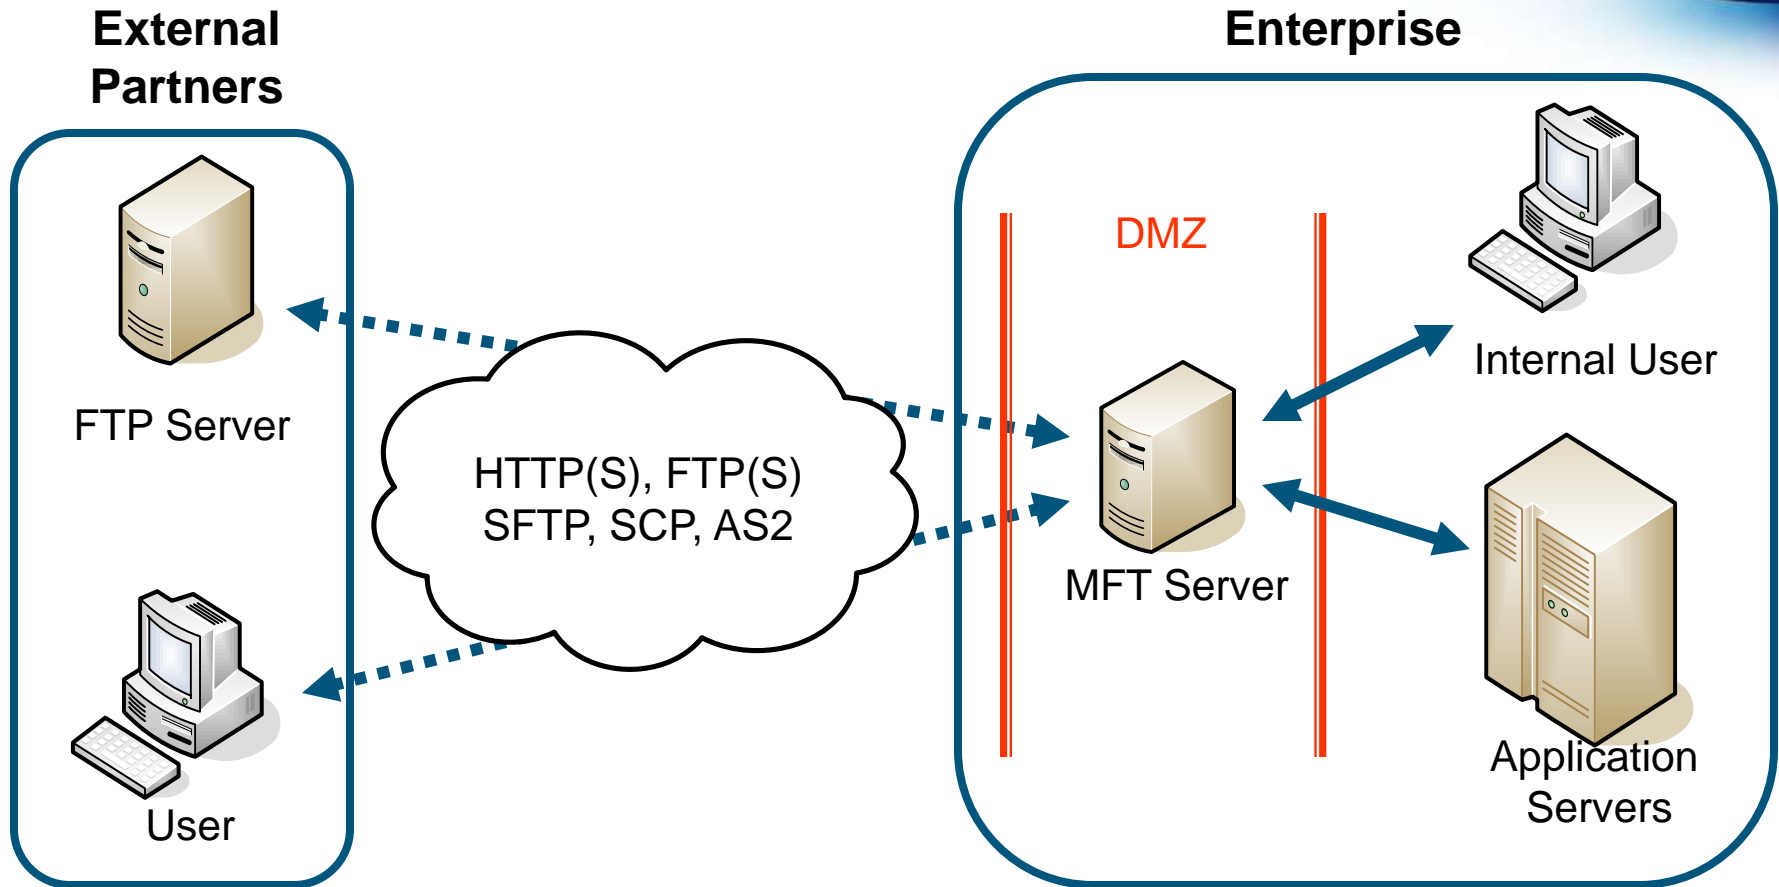 External
Partners
FTP Server
User
HTTP(S), FTP(S)
SFTP, SCP, AS2
Enterprise
DMZ
MFT Server
Internal User
Application
Servers